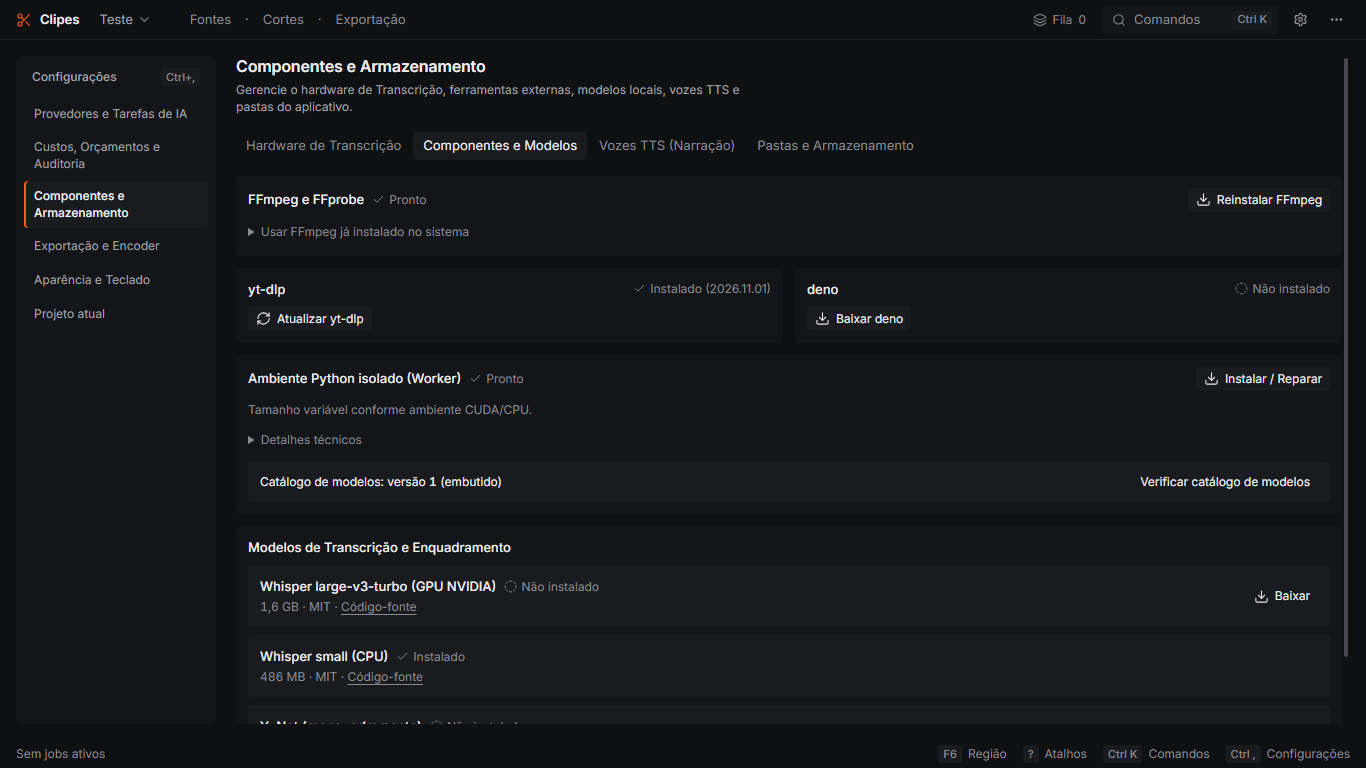 Clipes Teste Fontes · Cortes · Exportação Fila 0 Comandos Ctrl K
Configurações Ctrl+,
Provedores e Tarefas de IA
Custos, Orçamentos e
Auditoria
Componentes e
Armazenamento
Exportação e Encoder
Aparência e Teclado
Projeto atual
Componentes e Armazenamento
Gerencie o hardware de Transcrição, ferramentas externas, modelos locais, vozes TTS e
pastas do aplicativo.
Hardware de Transcrição Componentes e Modelos Vozes TTS (Narração) Pastas e Armazenamento
FFmpeg e FFprobe Pronto Reinstalar FFmpeg
Usar FFmpeg já instalado no sistema
yt-dlp Instalado (2026.11.01)
Atualizar yt-dlp
deno Não instalado
Baixar deno
Ambiente Python isolado (Worker) Pronto Instalar / Reparar
Tamanho variável conforme ambiente CUDA/CPU.
Detalhes técnicos
Catálogo de modelos: versão 1 (embutido) Verificar catálogo de modelos
Modelos de Transcrição e Enquadramento
Whisper large-v3-turbo (GPU NVIDIA) Não instalado
1,6 GB · MIT · Código-fonte Baixar
Whisper small (CPU) Instalado
486 MB · MIT · Código-fonte
Sem jobs ativos F6 Região ? Atalhos Ctrl K Comandos Ctrl , Configurações